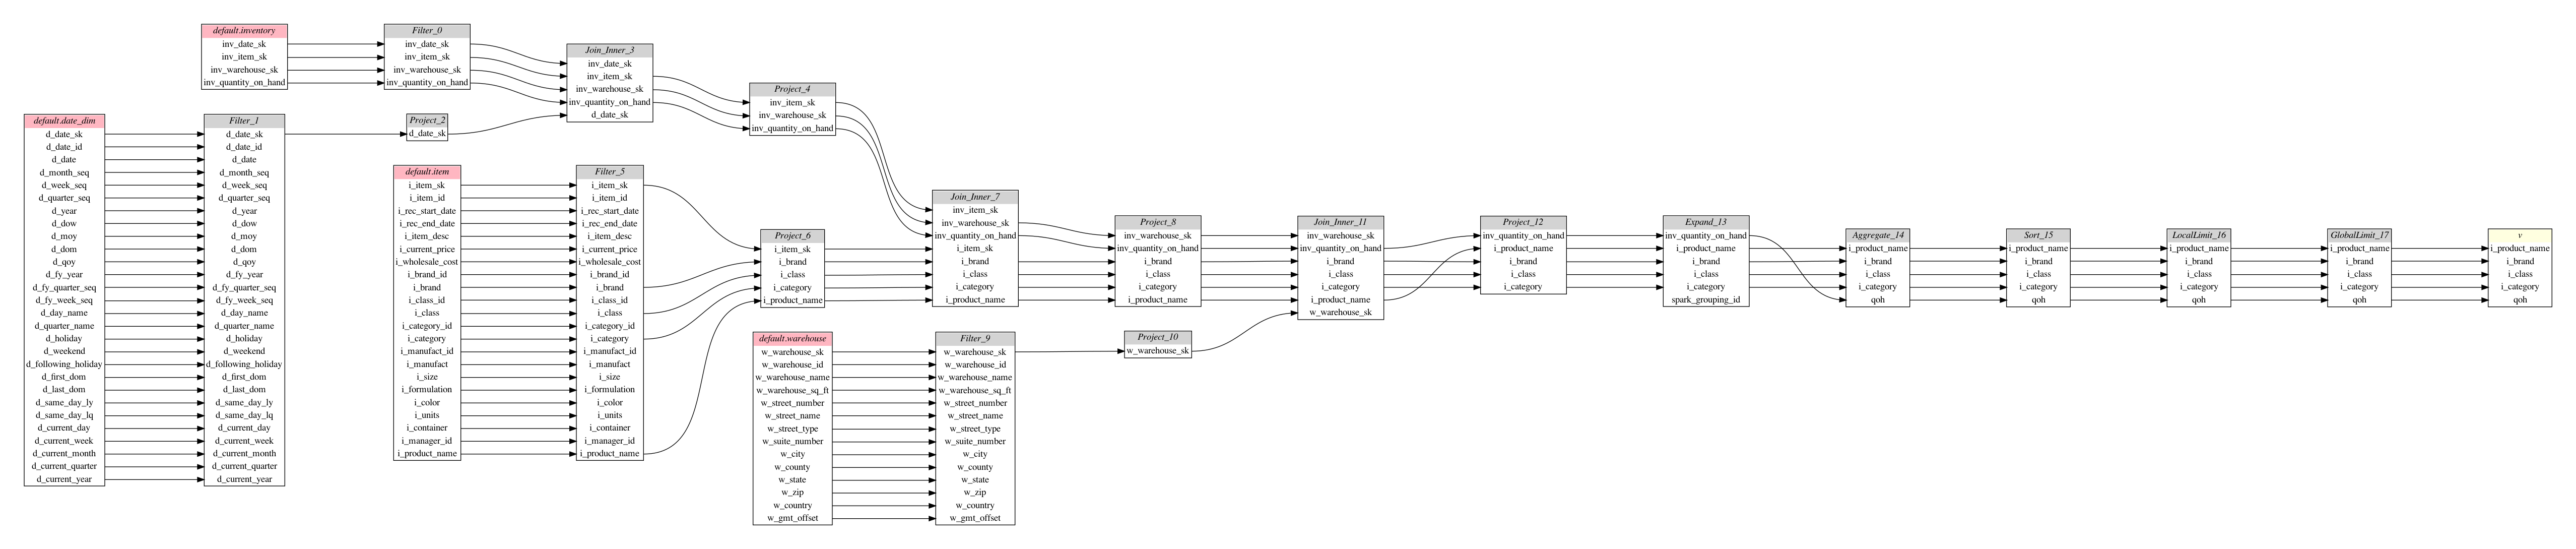 default.inventory
inv_date_sk
inv_item_sk
inv_warehouse_sk
inv_quantity_on_hand
Filter_0
inv_date_sk
inv_item_sk
inv_warehouse_sk
inv_quantity_on_hand
Join_Inner_3
inv_date_sk
inv_item_sk
inv_warehouse_sk
inv_quantity_on_hand
d_date_sk
Project_4
inv_item_sk
inv_warehouse_sk
inv_quantity_on_hand
default.date_dim
d_date_sk
d_date_id
d_date
d_month_seq
d_week_seq
d_quarter_seq
d_year
d_dow
d_moy
d_dom
d_qoy
d_fy_year
d_fy_quarter_seq
d_fy_week_seq
d_day_name
d_quarter_name
d_holiday
d_weekend
d_following_holiday
d_first_dom
d_last_dom
d_same_day_ly
d_same_day_lq
d_current_day
d_current_week
d_current_month
d_current_quarter
d_current_year
Filter_1
d_date_sk
d_date_id
d_date
d_month_seq
d_week_seq
d_quarter_seq
d_year
d_dow
d_moy
d_dom
d_qoy
d_fy_year
d_fy_quarter_seq
d_fy_week_seq
d_day_name
d_quarter_name
d_holiday
d_weekend
d_following_holiday
d_first_dom
d_last_dom
d_same_day_ly
d_same_day_lq
d_current_day
d_current_week
d_current_month
d_current_quarter
d_current_year
Project_2
d_date_sk
default.item
i_item_sk
i_item_id
i_rec_start_date
i_rec_end_date
i_item_desc
i_current_price
i_wholesale_cost
i_brand_id
i_brand
i_class_id
i_class
i_category_id
i_category
i_manufact_id
i_manufact
i_size
i_formulation
i_color
i_units
i_container
i_manager_id
i_product_name
Filter_5
i_item_sk
i_item_id
i_rec_start_date
i_rec_end_date
i_item_desc
i_current_price
i_wholesale_cost
i_brand_id
i_brand
i_class_id
i_class
i_category_id
i_category
i_manufact_id
i_manufact
i_size
i_formulation
i_color
i_units
i_container
i_manager_id
i_product_name
Project_6
i_item_sk
i_brand
i_class
i_category
i_product_name
Join_Inner_7
inv_item_sk
inv_warehouse_sk
inv_quantity_on_hand
i_item_sk
i_brand
i_class
i_category
i_product_name
Project_8
inv_warehouse_sk
inv_quantity_on_hand
i_brand
i_class
i_category
i_product_name
default.warehouse
w_warehouse_sk
w_warehouse_id
w_warehouse_name
w_warehouse_sq_ft
w_street_number
w_street_name
w_street_type
w_suite_number
w_city
w_county
w_state
w_zip
w_country
w_gmt_offset
Filter_9
w_warehouse_sk
w_warehouse_id
w_warehouse_name
w_warehouse_sq_ft
w_street_number
w_street_name
w_street_type
w_suite_number
w_city
w_county
w_state
w_zip
w_country
w_gmt_offset
Project_10
w_warehouse_sk
Join_Inner_11
inv_warehouse_sk
inv_quantity_on_hand
i_brand
i_class
i_category
i_product_name
w_warehouse_sk
Project_12
inv_quantity_on_hand
i_product_name
i_brand
i_class
i_category
Expand_13
inv_quantity_on_hand
i_product_name
i_brand
i_class
i_category
spark_grouping_id
Aggregate_14
i_product_name
i_brand
i_class
i_category
qoh
Sort_15
i_product_name
i_brand
i_class
i_category
qoh
LocalLimit_16
i_product_name
i_brand
i_class
i_category
qoh
GlobalLimit_17
i_product_name
i_brand
i_class
i_category
qoh
v
i_product_name
i_brand
i_class
i_category
qoh